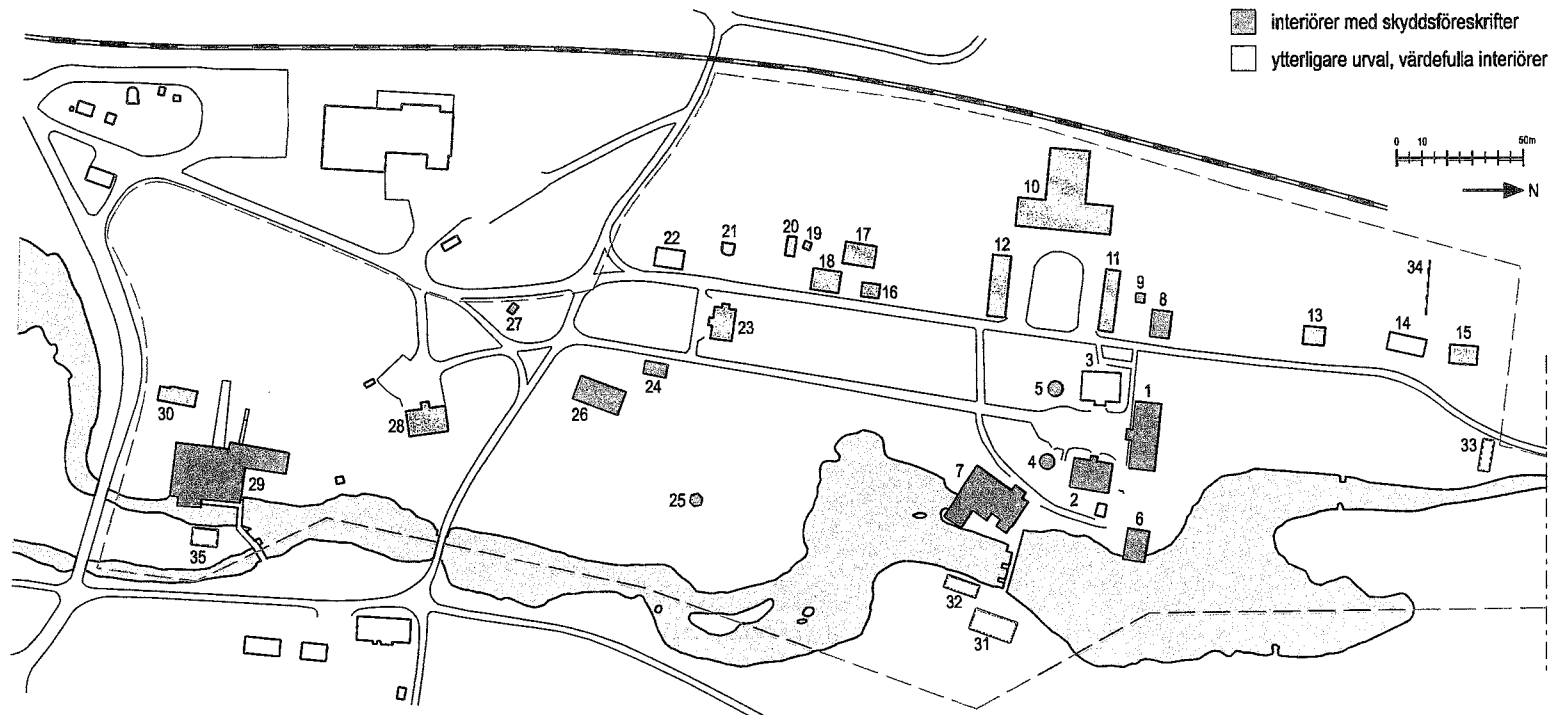 interiörer med skyddsföreskrifter
ytterligare urval, värdefulla interiörer
0 10 50m
N
10
34
20 19 17
22 21 12 11
18 9 8
16
13 14 15
27 23
3
5 1
24
26
30
28 33
4
7
29 2
25 6
35
32
31